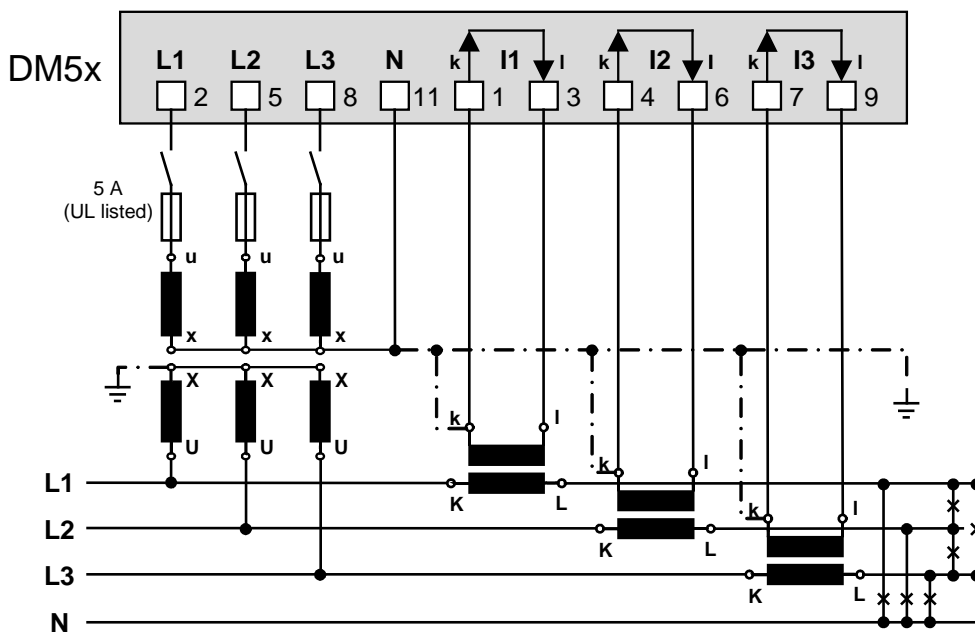 DM5x
L1 L2 L3 N k I1 l k I2 l k I3 l
2 5 8 11 1 3 4 6 7 9
5 A
(UL listed)
u u u
x x x
X X X
k l
U U U
k l
L1 K L
k l
L2 K L
L3 K L
N